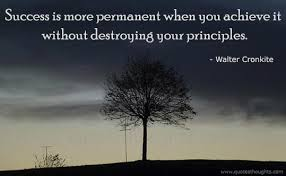 Success is more permanent when you achieve it
without destroying your principles.
- Walter Cronkite
www.quotesthoughts.com